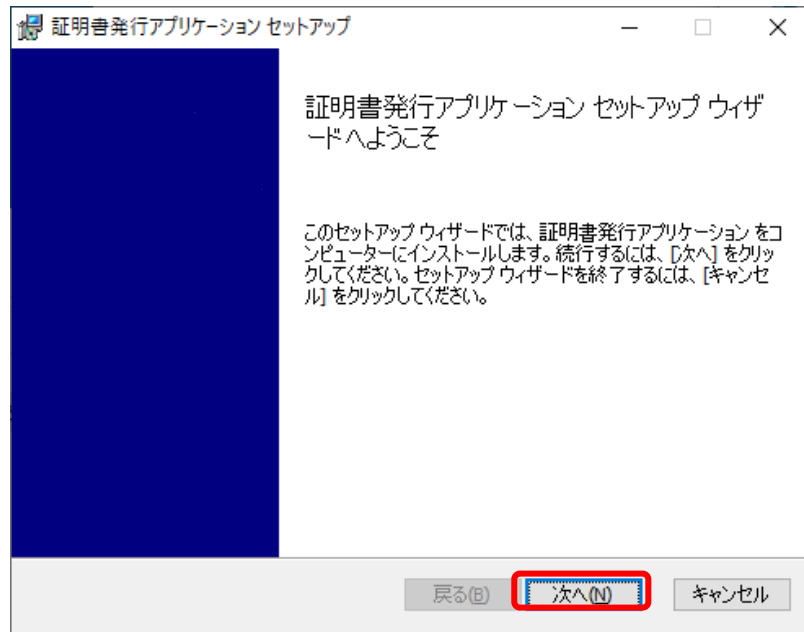 証明書発行アプリケーション セットアップ
証明書発行アプリケーション セットアップ ウィザ
ードへようこそ
このセットアップ ウィザードでは、証明書発行アプリケーション をコ
ンピューターにインストールします。続行するには、[次へ] をクリッ
クしてください。セットアップ ウィザードを終了するには、[キャンセ
ル] をクリックしてください。
戻る(B) 次へ(N) キャンセル